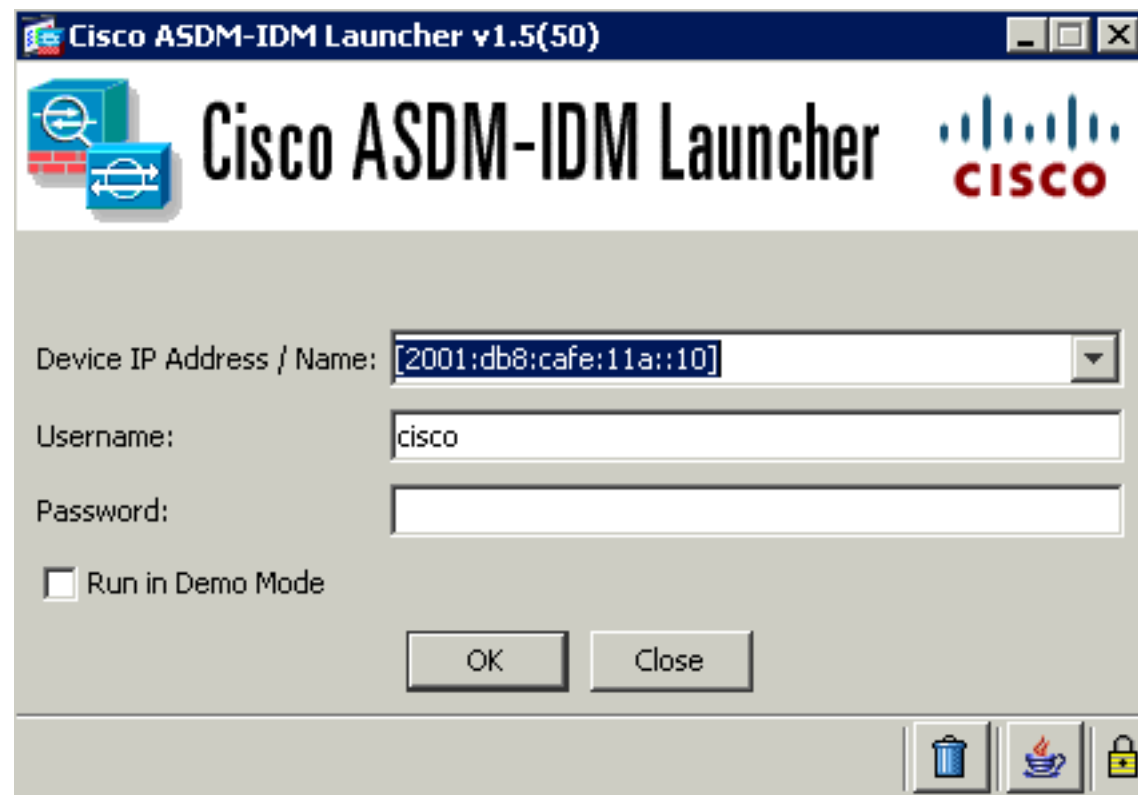 Cisco ASDM-IDM Launcher v1.5(50)
Cisco ASDM-IDM Launcher
CISCO
Device IP Address / Name: [2001:db8:cafe:11a::10]
Username: cisco
Password:
Run in Demo Mode
OK Close